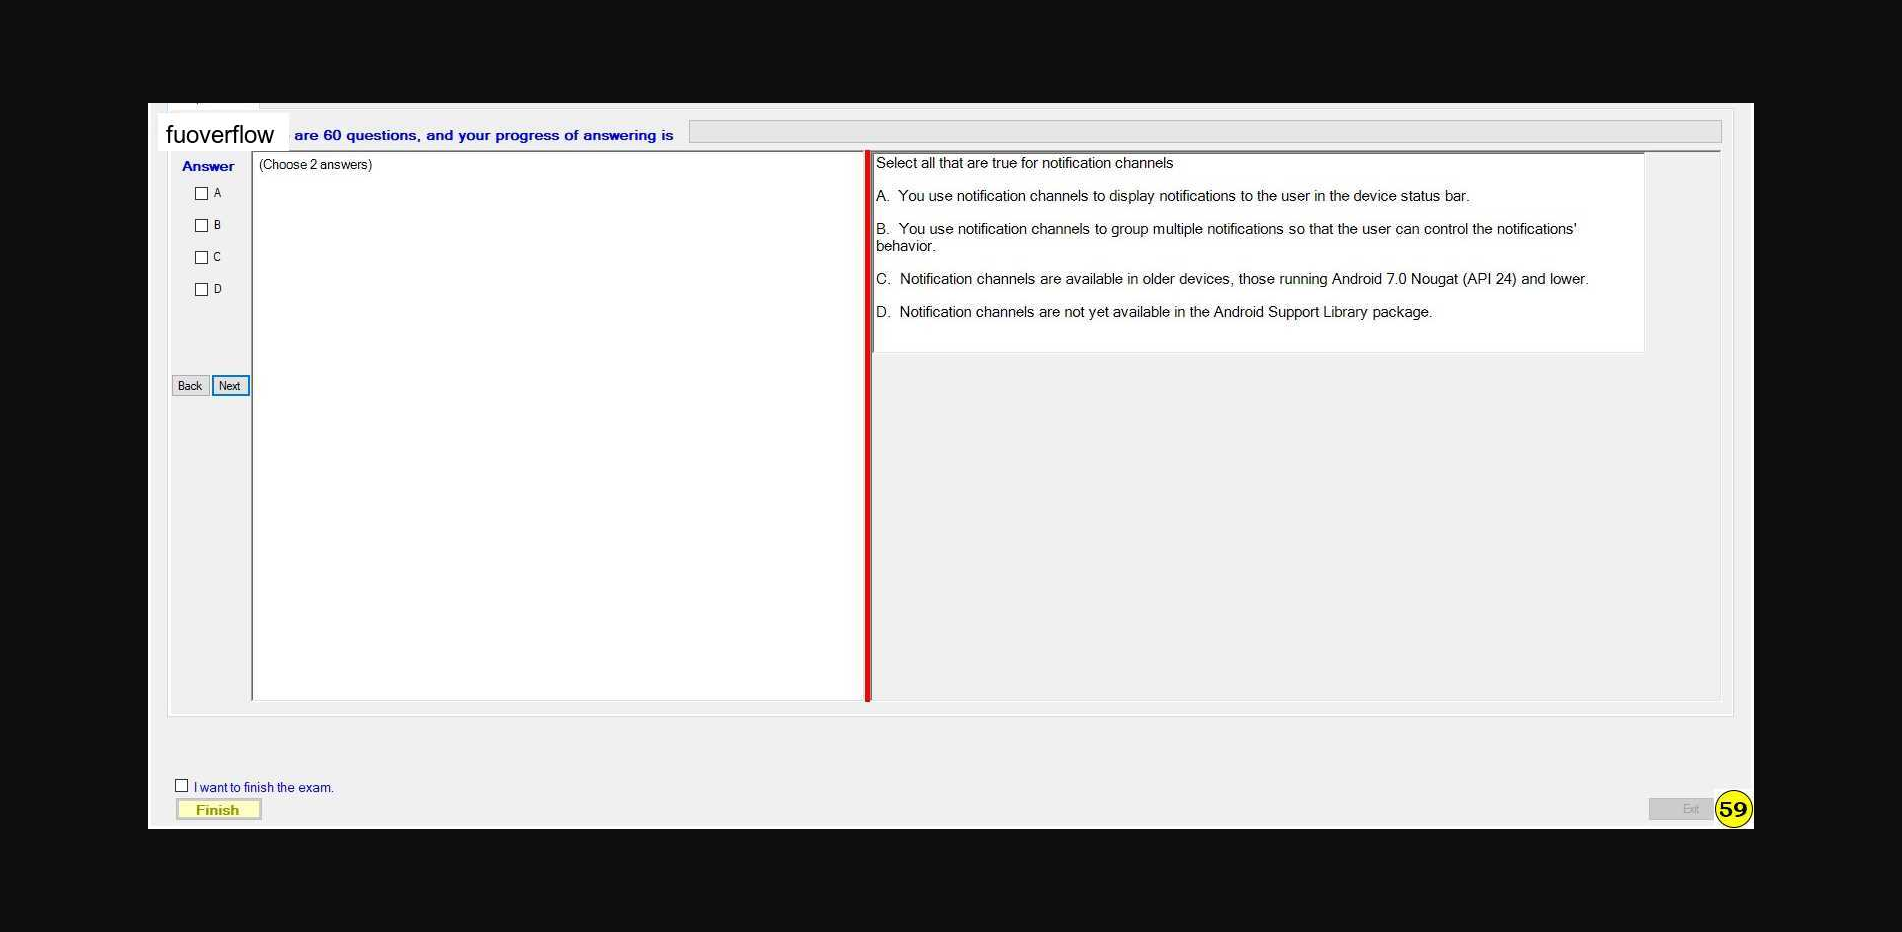 fuoverflow are 60 questions, and your progress of answering is
Answer
(Choose 2 answers)
A
B
C
D
Back Next
Select all that are true for notification channels
A. You use notification channels to display notifications to the user in the device status bar.
B. You use notification channels to group multiple notifications so that the user can control the notifications'
behavior.
C. Notification channels are available in older devices, those running Android 7.0 Nougat (API 24) and lower.
D. Notification channels are not yet available in the Android Support Library package.
I want to finish the exam.
Finish
Exit
59